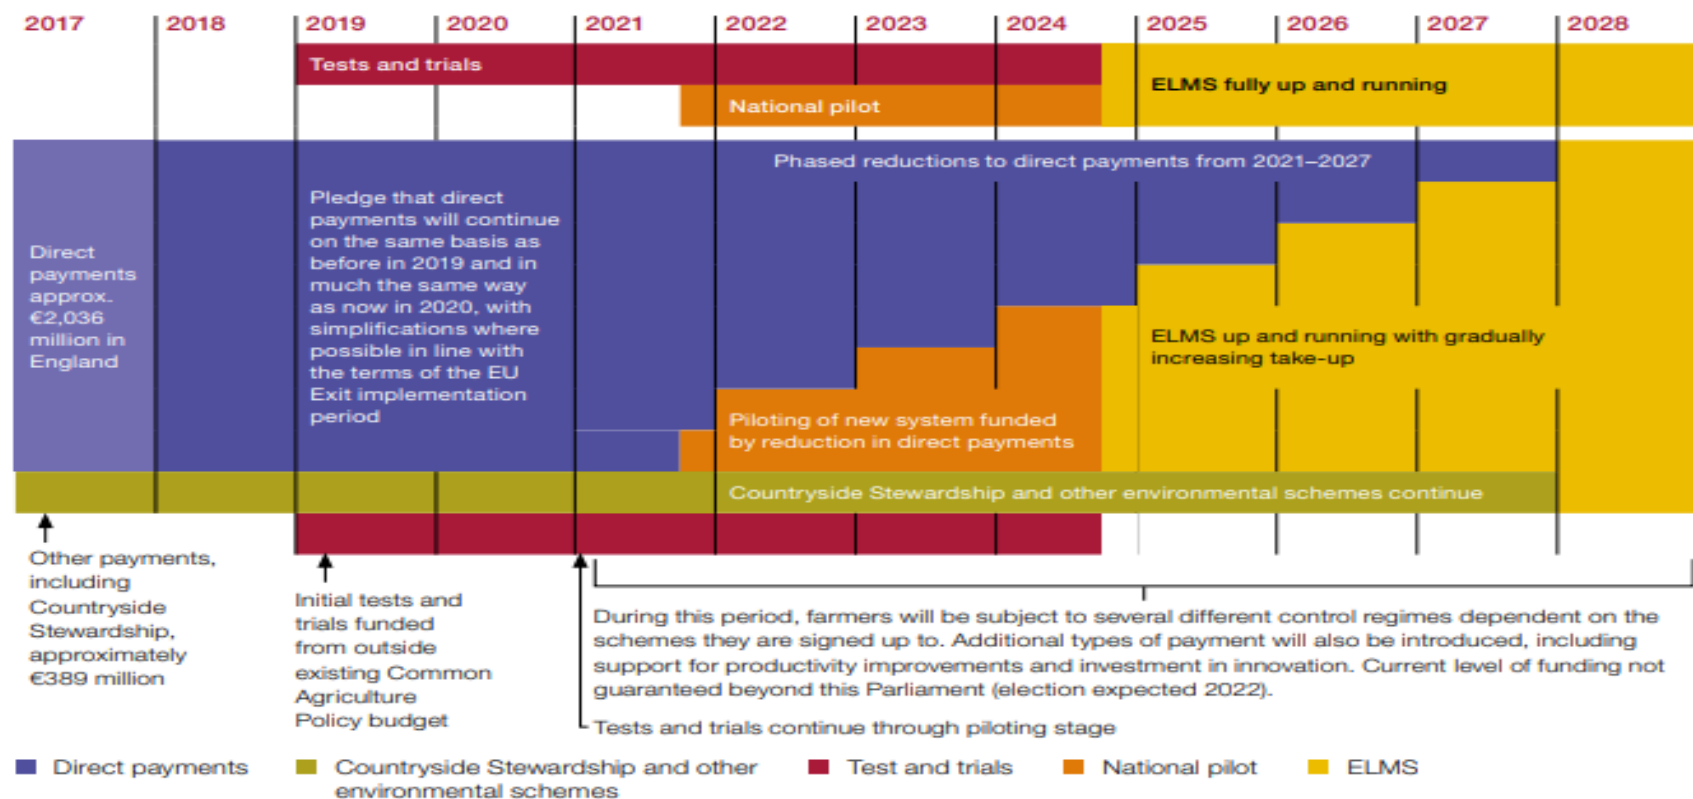 2017 2018 2019 2020 2021 2022 2023 2024 2025 2026 2027 2028
Tests and trials
ELMS fully up and running
National pilot
Phased reductions to direct payments from 2021–2027
Pledge that direct
payments will continue
on the same basis as
before in 2019 and in
much the same way
as now in 2020, with
simplifications where
possible in line with
the terms of the EU
Exit implementation
period
Direct
payments
approx.
€2,036
million in
England
ELMS up and running with gradually
increasing take-up
Piloting of new system funded
by reduction in direct payments
Countryside Stewardship and other environmental schemes continue
Other payments,
including
Countryside
Stewardship,
approximately
€389 million
Initial tests and
trials funded
from outside
existing Common
Agriculture
Policy budget
During this period, farmers will be subject to several different control regimes dependent on the
schemes they are signed up to. Additional types of payment will also be introduced, including
support for productivity improvements and investment in innovation. Current level of funding not
guaranteed beyond this Parliament (election expected 2022).
Tests and trials continue through piloting stage
Direct payments
Countryside Stewardship and other
environmental schemes
Test and trials
National pilot
ELMS